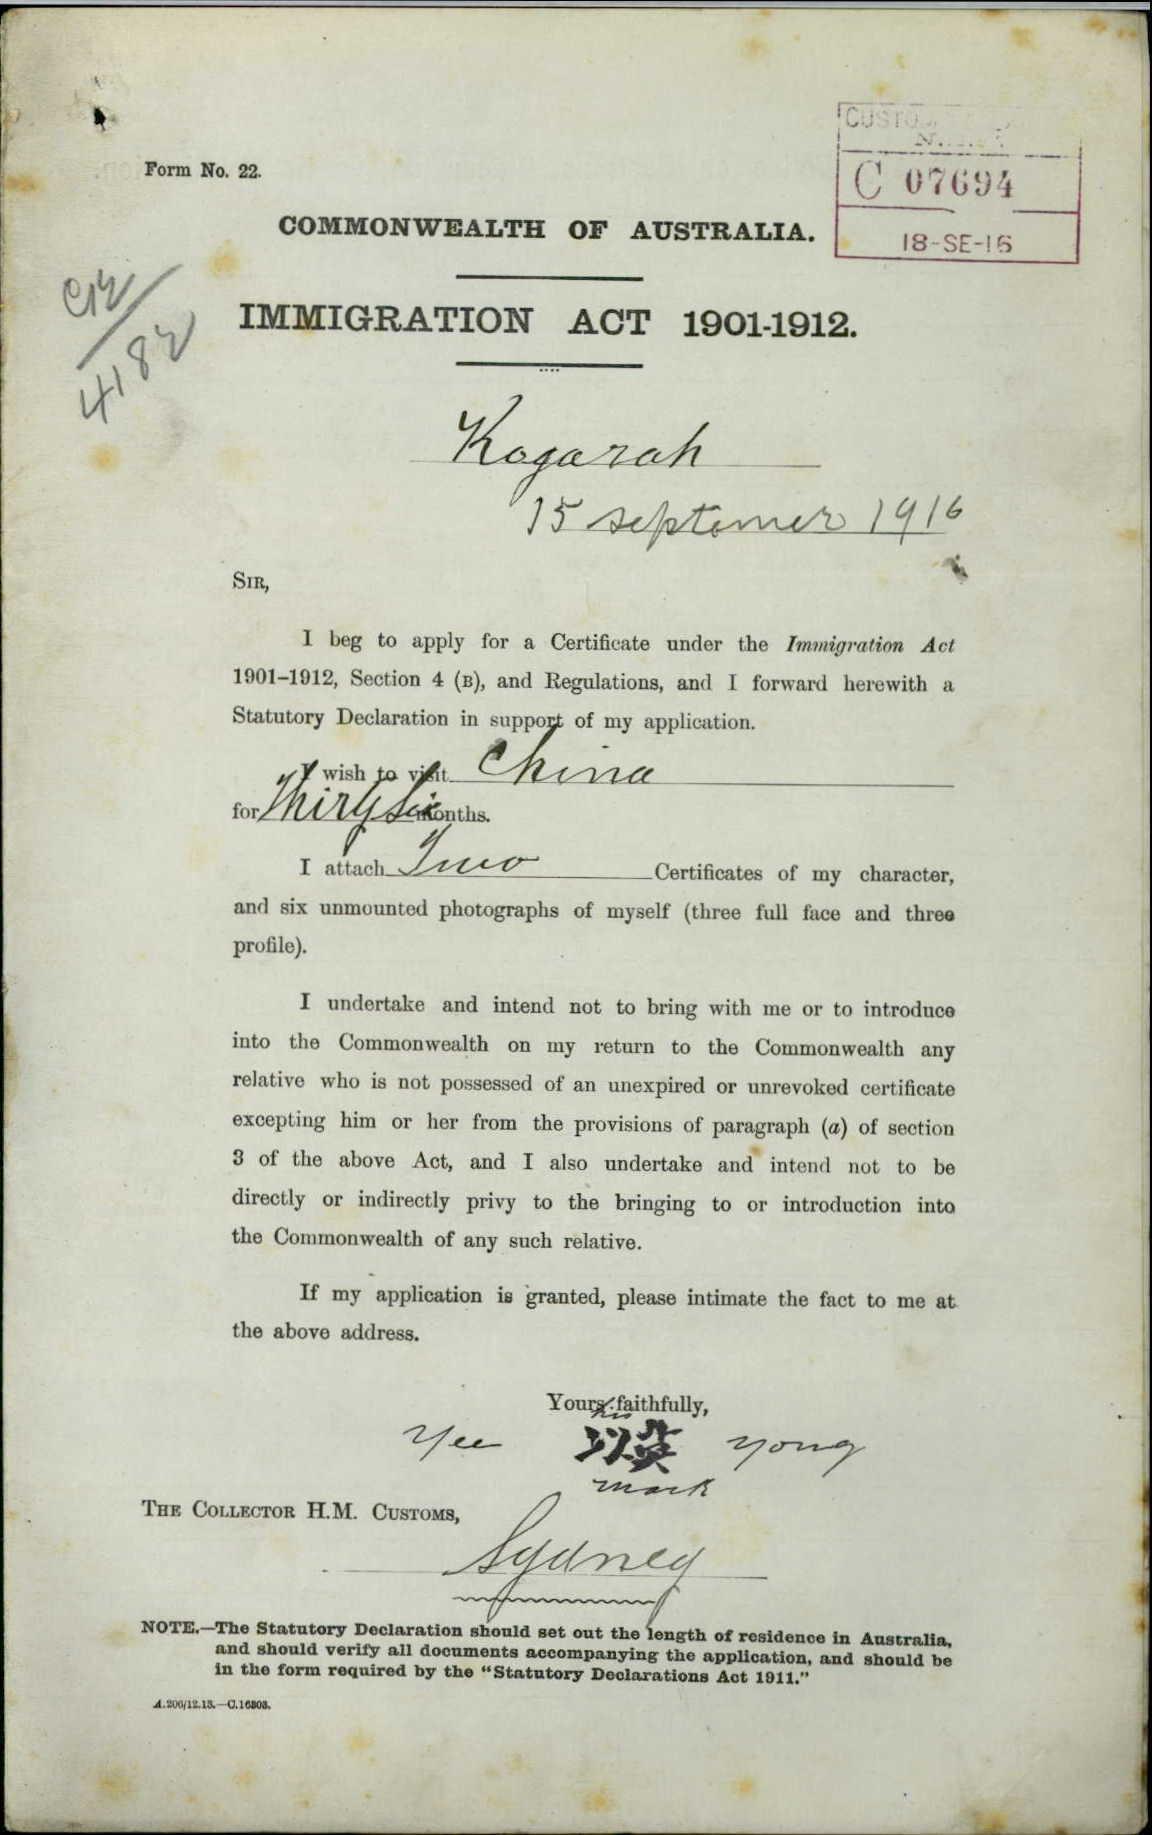 CUSTO
N.
C 07694
18-SE-16
Form No. 22.
COMMONWEALTH OF AUSTRALIA.
IMMIGRATION ACT 1901-1912.
4182
Kogarah
15 septemer 1916
SIR,
I beg to apply for a Certificate under the Immigration Act
1901–1912, Section 4 (B), and Regulations, and I forward herewith a
Statutory Declaration in support of my application.
I wish to visit China
for Thirty Six months.
I attach Two Certificates of my character,
and six unmounted photographs of myself (three full face and three
profile).
I undertake and intend not to bring with me or to introduce
into the Commonwealth on my return to the Commonwealth any
relative who is not possessed of an unexpired or unrevoked certificate
excepting him or her from the provisions of paragraph (a) of section
3 of the above Act, and I also undertake and intend not to be
directly or indirectly privy to the bringing to or introduction into
the Commonwealth of any such relative.
If my application is granted, please intimate the fact to me at
the above address.
Yours faithfully,
his
Yee Yong
mark
THE COLLECTOR H.M. CUSTOMS,
Sydney
NOTE.—The Statutory Declaration should set out the length of residence in Australia,
and should verify all documents accompanying the application, and should be
in the form required by the “Statutory Declarations Act 1911.”
A.206/12.13.—C.16303.